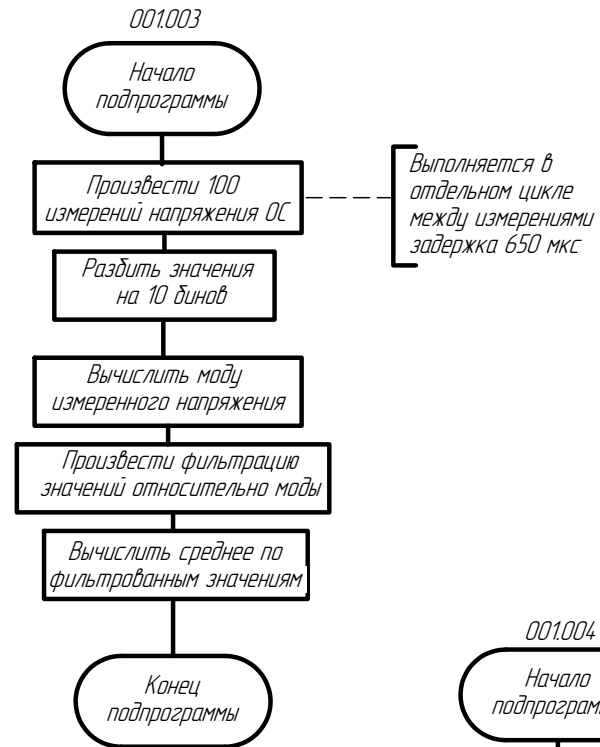 001.003
Начало
подпрограммы
Произвести 100
измерений напряжения ОС
Выполняется в
отдельном цикле
между измерениями
задержка 650 мкс
Разбить значения
на 10 бинов
Вычислить моду
измеренного напряжения
Произвести фильтрацию
значений относительно моды
Вычислить среднее по
фильтрованным значениям
Конец
подпрограммы
001.004
Начало